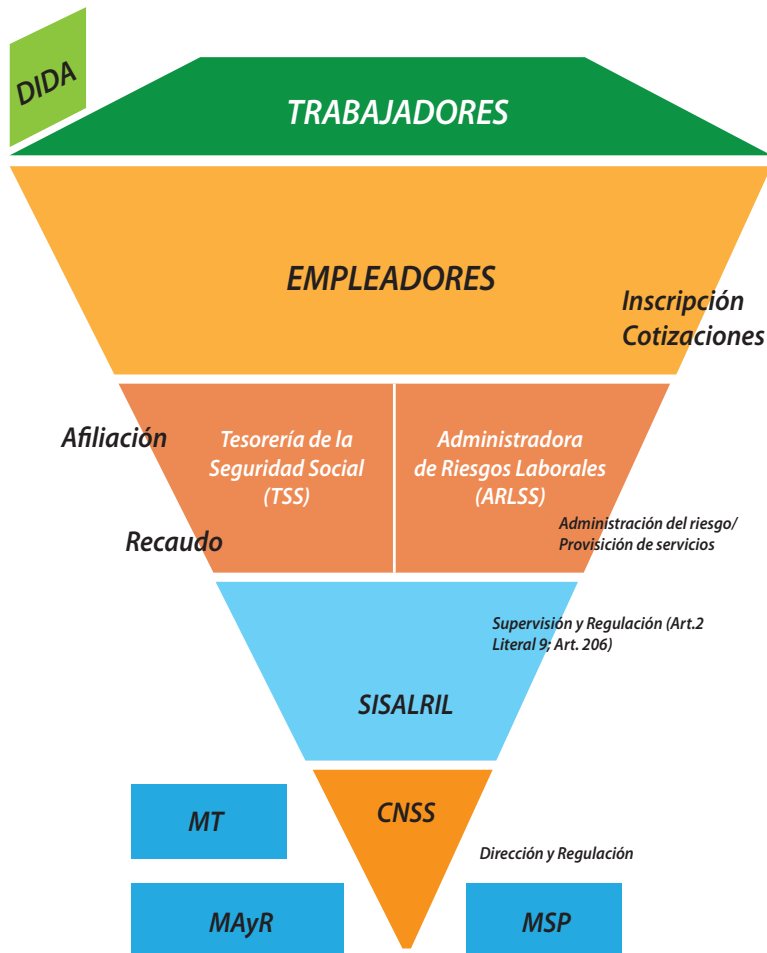 DIDA
TRABAJADORES
EMPLEADORES
Inscripción
Cotizaciones
Afiliación
Tesorería de la
Seguridad Social
(TSS)
Administradora
de Riesgos Laborales
(ARLSS)
Recaudo
Administración del riesgo/
Provisición de servicios
Supervisión y Regulación (Art.2
Literal 9; Art. 206)
SISALRIL
CNSS
MT
Dirección y Regulación
MAyR
MSP